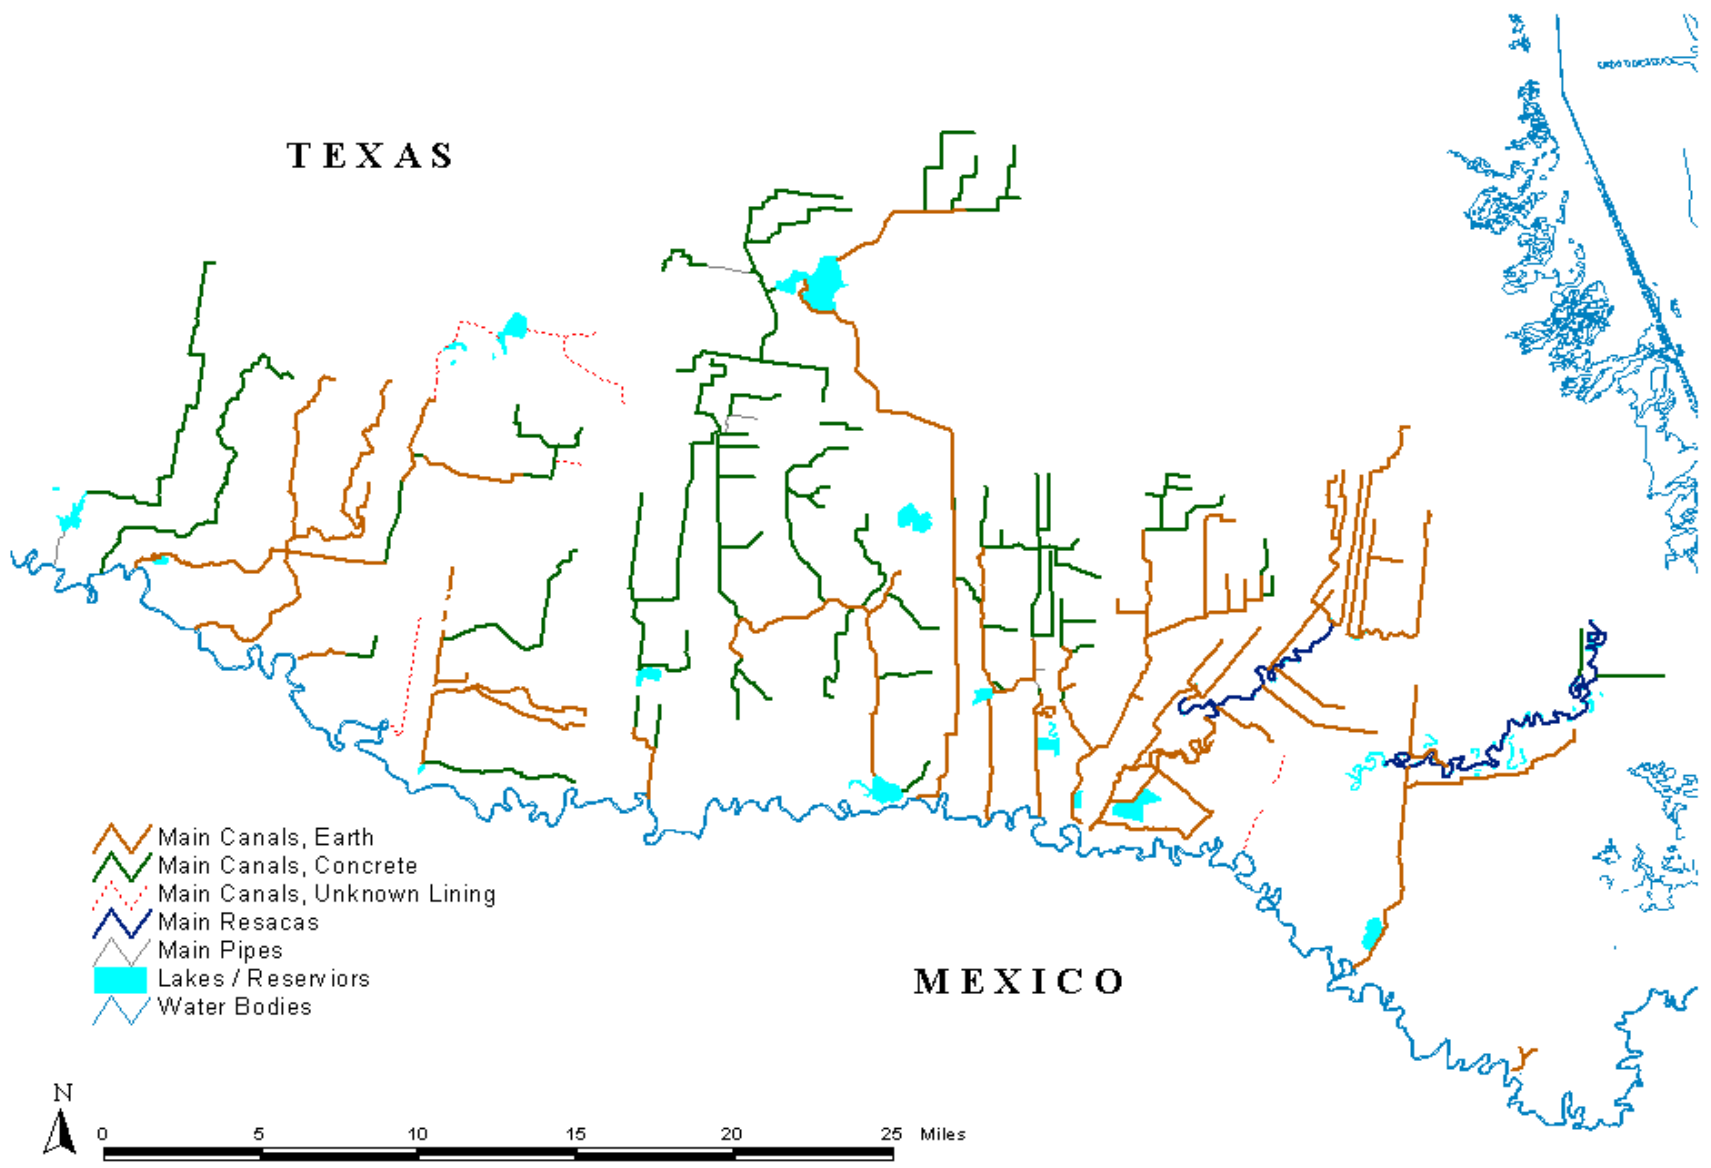 TEXAS
Main Canals, Earth
Main Canals, Concrete
Main Canals, Unknown Lining
Main Resacas
Main Pipes
Lakes / Reserviors
Water Bodies
MEXICO
N
0 5 10 15 20 25 Miles